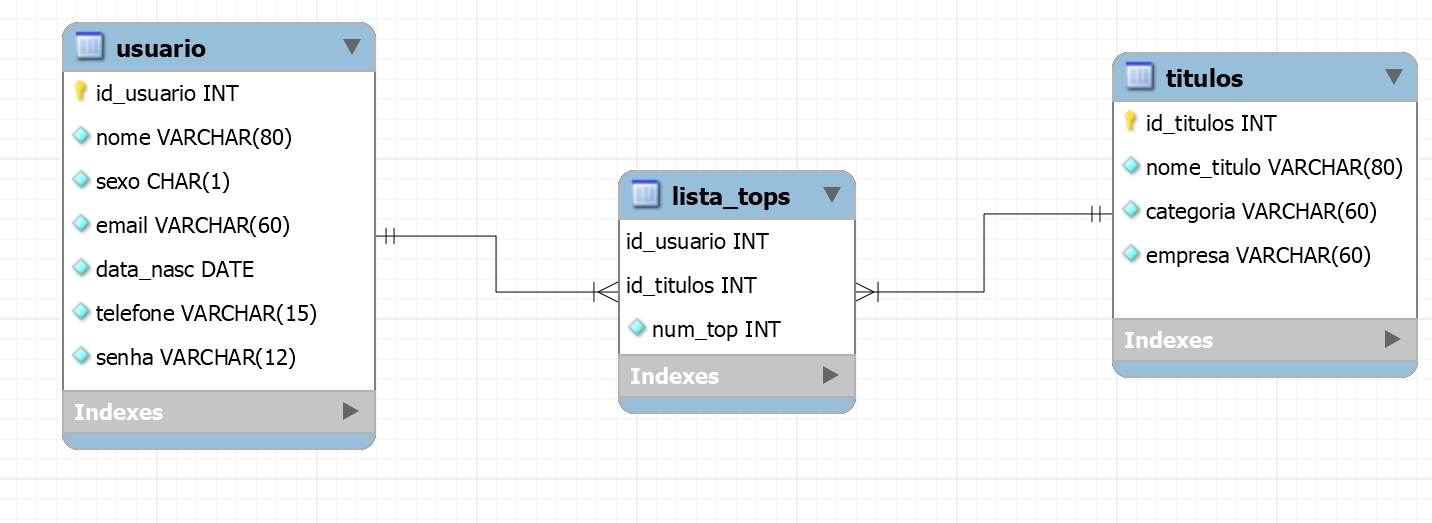 usuario
id_usuario INT
nome VARCHAR(80)
sexo CHAR(1)
email VARCHAR(60)
data_nasc DATE
telefone VARCHAR(15)
senha VARCHAR(12)
Indexes
lista_tops
id_usuario INT
id_titulos INT
num_top INT
Indexes
titulos
id_titulos INT
nome_titulo VARCHAR(80)
categoria VARCHAR(60)
empresa VARCHAR(60)
Indexes